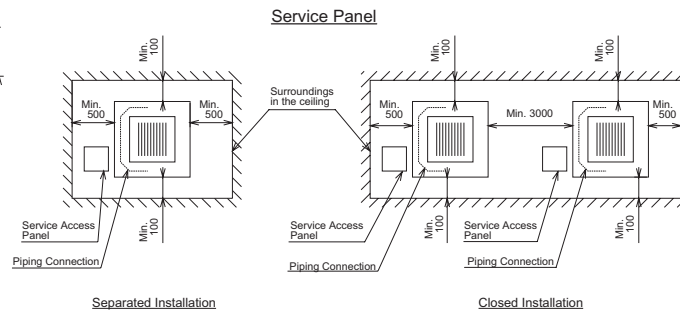 Service Panel
Min.
100
Min.
500
Min.
500
Min.
100
Service Access
Panel
Piping Connection
Separated Installation
Surroundings
in the ceiling
Min.
100
Min.
100
Min.
500
Min. 3000
Min.
500
Min.
100
Min.
100
Service Access
Panel
Service Access
Panel
Piping Connection
Piping Connection
Closed Installation